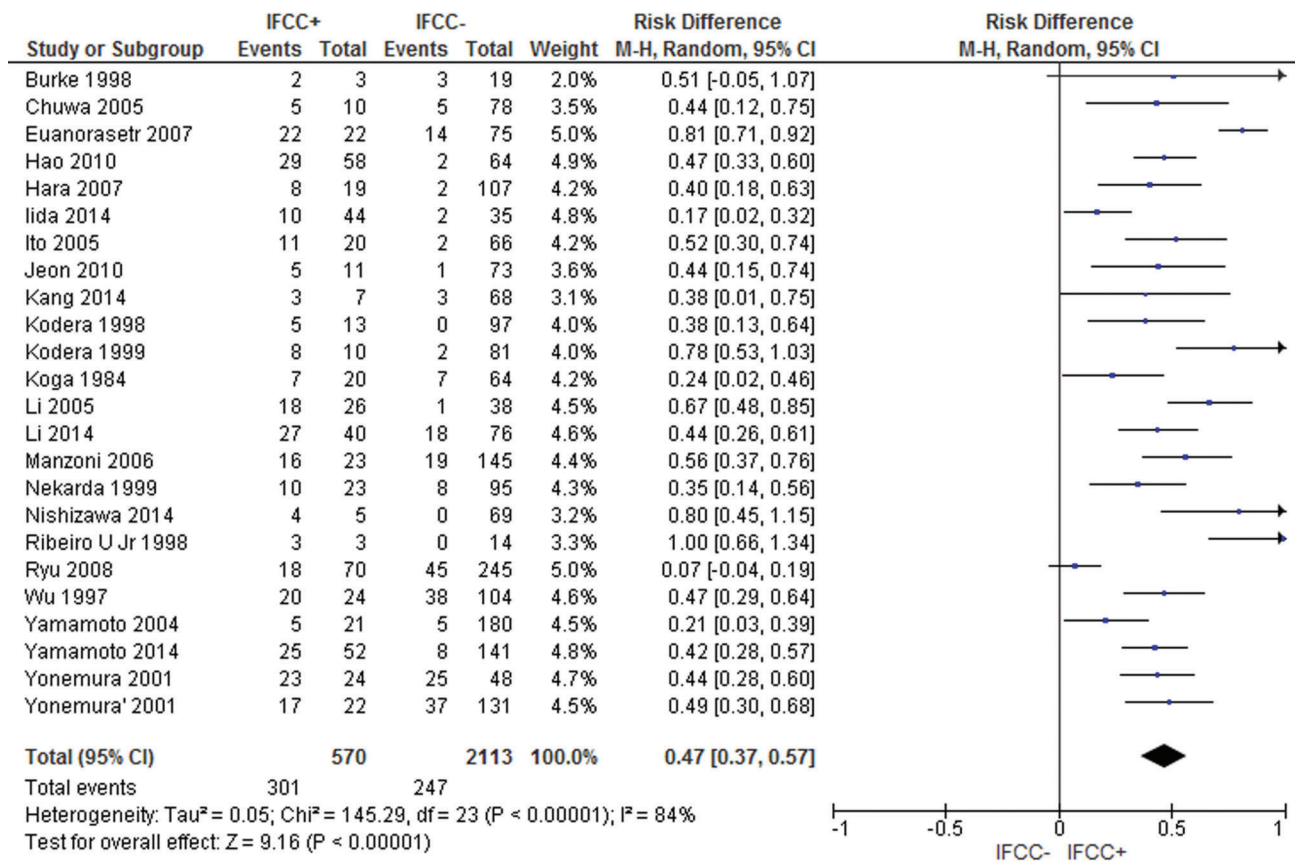 IFCC+ IFCC- Risk Difference Risk Difference
Study or Subgroup Events Total Events Total Weight M-H, Random, 95% CI M-H, Random, 95% CI
Burke 1998 2 3 3 19 2.0% 0.51 [-0.05, 1.07]
Chuwa 2005 5 10 5 78 3.5% 0.44 [0.12, 0.75]
Euanorasetr 2007 22 22 14 75 5.0% 0.81 [0.71, 0.92]
Hao 2010 29 58 2 64 4.9% 0.47 [0.33, 0.60]
Hara 2007 8 19 2 107 4.2% 0.40 [0.18, 0.63]
Iida 2014 10 44 2 35 4.8% 0.17 [0.02, 0.32]
Ito 2005 11 20 2 66 4.2% 0.52 [0.30, 0.74]
Jeon 2010 5 11 1 73 3.6% 0.44 [0.15, 0.74]
Kang 2014 3 7 3 68 3.1% 0.38 [0.01, 0.75]
Kodera 1998 5 13 0 97 4.0% 0.38 [0.13, 0.64]
Kodera 1999 8 10 2 81 4.0% 0.78 [0.53, 1.03]
Koga 1984 7 20 7 64 4.2% 0.24 [0.02, 0.46]
Li 2005 18 26 1 38 4.5% 0.67 [0.48, 0.85]
Li 2014 27 40 18 76 4.6% 0.44 [0.26, 0.61]
Manzoni 2006 16 23 19 145 4.4% 0.56 [0.37, 0.76]
Nekarda 1999 10 23 8 95 4.3% 0.35 [0.14, 0.56]
Nishizawa 2014 4 5 0 69 3.2% 0.80 [0.45, 1.15]
Ribeiro U Jr 1998 3 3 0 14 3.3% 1.00 [0.66, 1.34]
Ryu 2008 18 70 45 245 5.0% 0.07 [-0.04, 0.19]
Wu 1997 20 24 38 104 4.6% 0.47 [0.29, 0.64]
Yamamoto 2004 5 21 5 180 4.5% 0.21 [0.03, 0.39]
Yamamoto 2014 25 52 8 141 4.8% 0.42 [0.28, 0.57]
Yonemura 2001 23 24 25 48 4.7% 0.44 [0.28, 0.60]
Yonemura' 2001 17 22 37 131 4.5% 0.49 [0.30, 0.68]
Total (95% CI) 570 2113 100.0% 0.47 [0.37, 0.57]
Total events 301 247
Heterogeneity: Tau² = 0.05; Chi² = 145.29, df = 23 (P < 0.00001); I² = 84%
Test for overall effect: Z = 9.16 (P < 0.00001)
-1 -0.5 0 0.5 1
IFCC- IFCC+